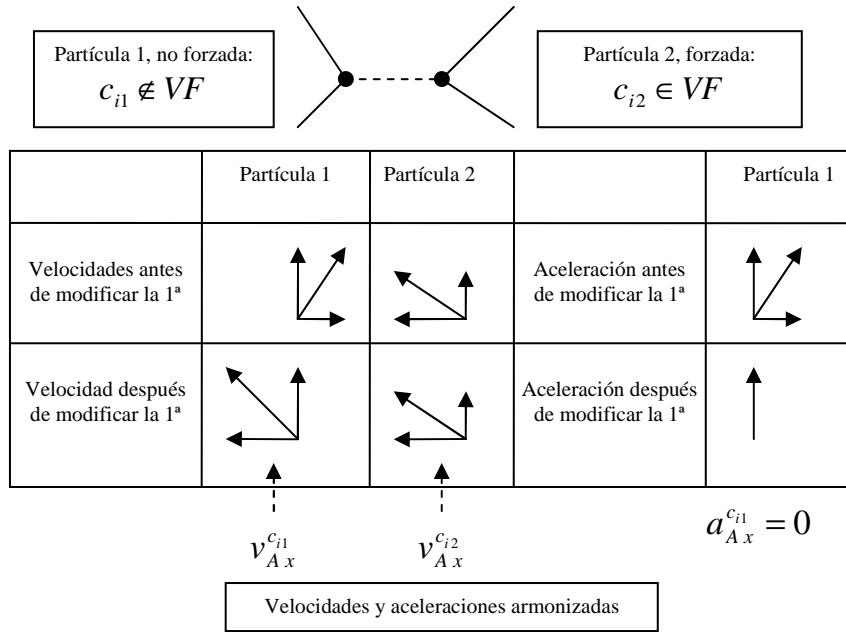 Partícula 1, no forzada:
c_{i1} ∉ VF
Partícula 2, forzada:
c_{i2} ∈ VF
Partícula 1
Partícula 2
Partícula 1
Velocidades antes
de modificar la 1ª
Aceleración antes
de modificar la 1ª
Velocidad después
de modificar la 1ª
Aceleración después
de modificar la 1ª
v_{A x}^{c_{i1}}
v_{A x}^{c_{i2}}
a_{A x}^{c_{i1}} = 0
Velocidades y aceleraciones armonizadas